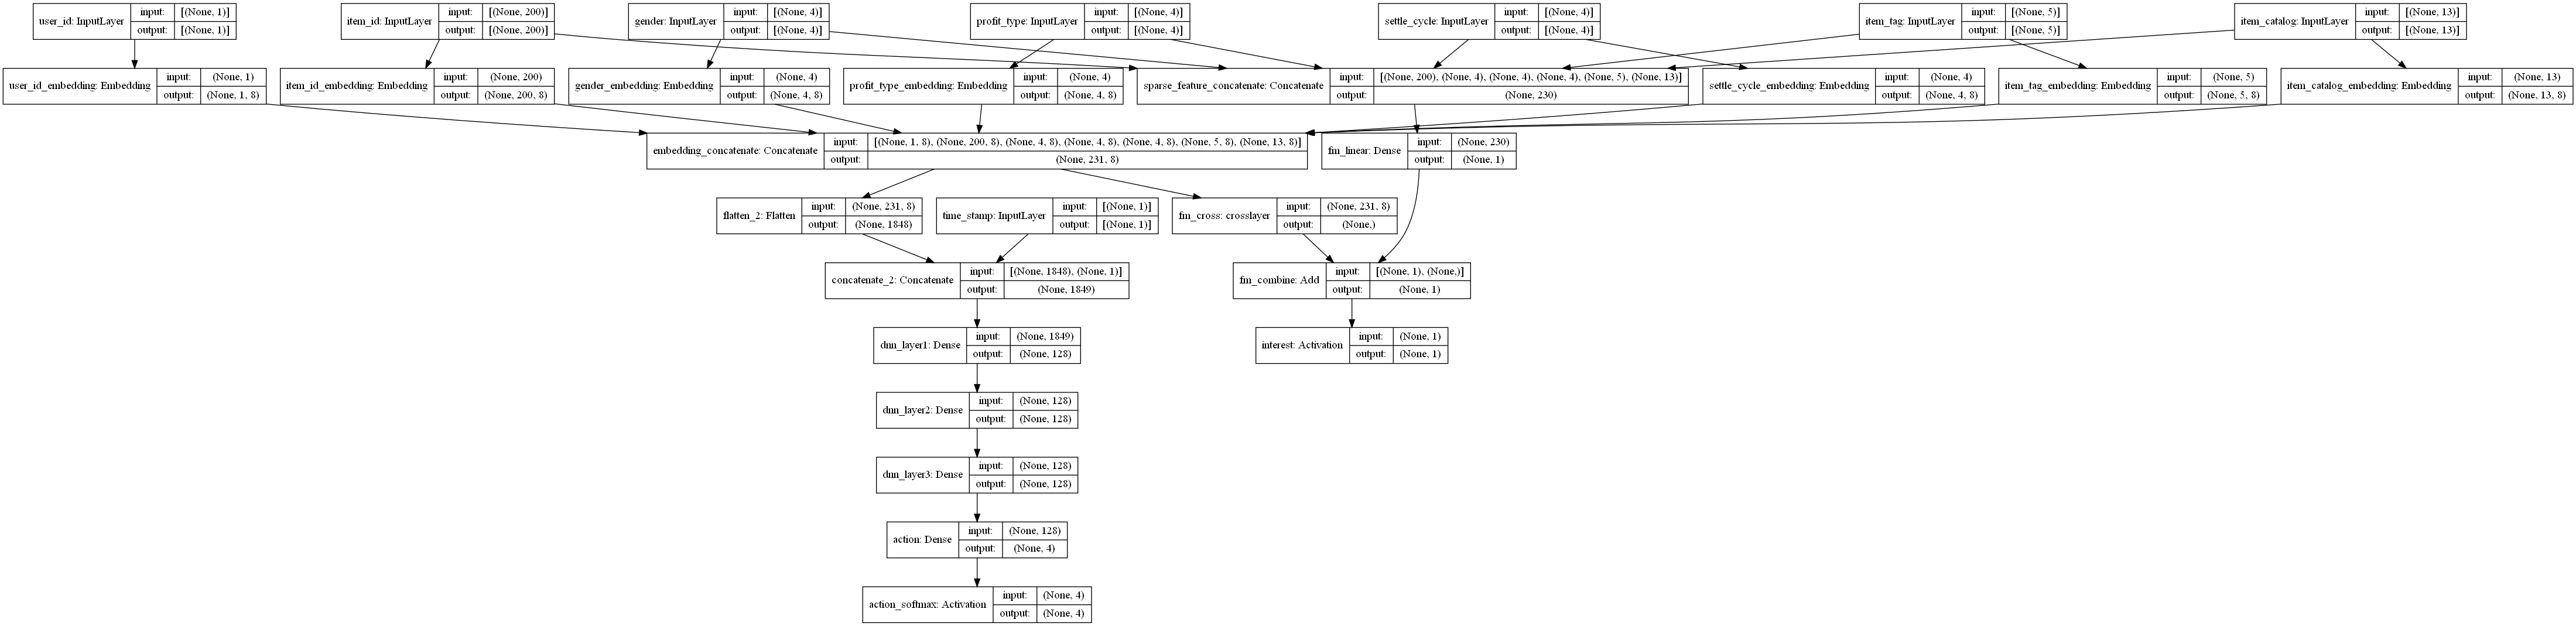 user_id: InputLayer
input: [(None, 1)]
output: [(None, 1)]
item_id: InputLayer
input: [(None, 200)]
output: [(None, 200)]
gender: InputLayer
input: [(None, 4)]
output: [(None, 4)]
profit_type: InputLayer
input: [(None, 4)]
output: [(None, 4)]
settle_cycle: InputLayer
input: [(None, 4)]
output: [(None, 4)]
item_tag: InputLayer
input: [(None, 5)]
output: [(None, 5)]
item_catalog: InputLayer
input: [(None, 13)]
output: [(None, 13)]
user_id_embedding: Embedding
input: (None, 1)
output: (None, 1, 8)
item_id_embedding: Embedding
input: (None, 200)
output: (None, 200, 8)
gender_embedding: Embedding
input: (None, 4)
output: (None, 4, 8)
profit_type_embedding: Embedding
input: (None, 4)
output: (None, 4, 8)
sparse_feature_concatenate: Concatenate
input: [(None, 200), (None, 4), (None, 4), (None, 4), (None, 5), (None, 13)]
output: (None, 230)
settle_cycle_embedding: Embedding
input: (None, 4)
output: (None, 4, 8)
item_tag_embedding: Embedding
input: (None, 5)
output: (None, 5, 8)
item_catalog_embedding: Embedding
input: (None, 13)
output: (None, 13, 8)
embedding_concatenate: Concatenate
input: [(None, 1, 8), (None, 200, 8), (None, 4, 8), (None, 4, 8), (None, 4, 8), (None, 5, 8), (None, 13, 8)]
output: (None, 231, 8)
fm_linear: Dense
input: (None, 230)
output: (None, 1)
flatten_2: Flatten
input: (None, 231, 8)
output: (None, 1848)
time_stamp: InputLayer
input: [(None, 1)]
output: [(None, 1)]
fm_cross: crosslayer
input: (None, 231, 8)
output: (None,)
concatenate_2: Concatenate
input: [(None, 1848), (None, 1)]
output: (None, 1849)
fm_combine: Add
input: [(None, 1), (None,)]
output: (None, 1)
dnn_layer1: Dense
input: (None, 1849)
output: (None, 128)
interest: Activation
input: (None, 1)
output: (None, 1)
dnn_layer2: Dense
input: (None, 128)
output: (None, 128)
dnn_layer3: Dense
input: (None, 128)
output: (None, 128)
action: Dense
input: (None, 128)
output: (None, 4)
action_softmax: Activation
input: (None, 4)
output: (None, 4)